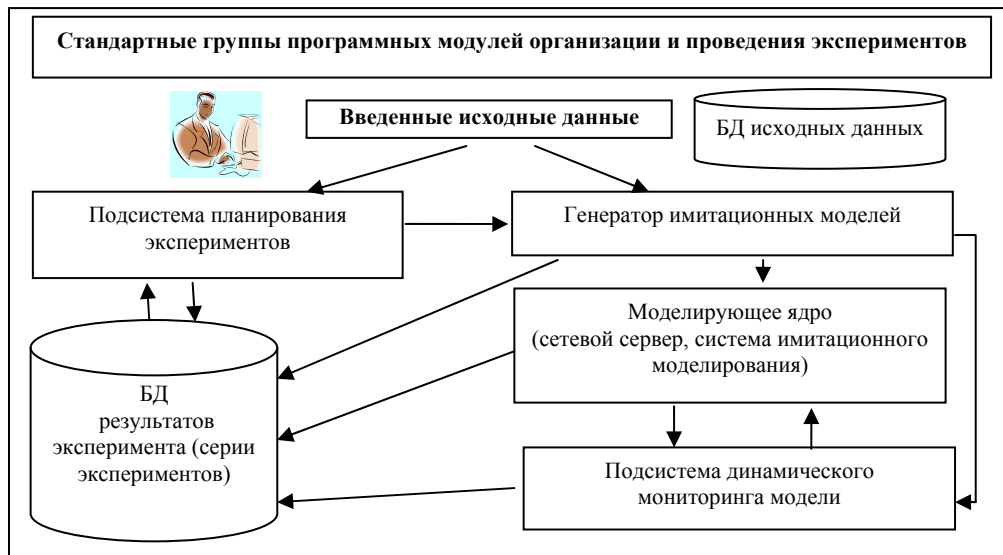 Стандартные группы программных модулей организации и проведения экспериментов
Введенные исходные данные
БД исходных данных
Подсистема планирования
экспериментов
Генератор имитационных моделей
Моделирующее ядро
(сетевой сервер, система имитационного
моделирования)
БД
результатов
эксперимента (серии
экспериментов)
Подсистема динамического
мониторинга модели